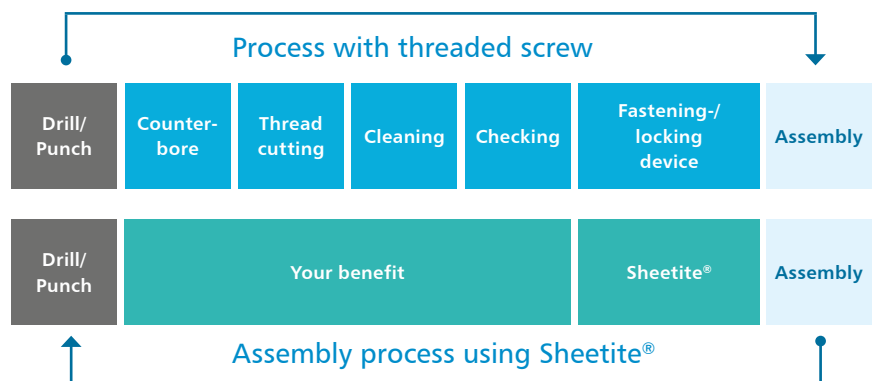 Process with threaded screw
Drill/
Punch
Counter-
bore
Thread
cutting
Cleaning
Checking
Fastening-/
locking
device
Assembly
Drill/
Punch
Your benefit
Sheetite®
Assembly
Assembly process using Sheetite®